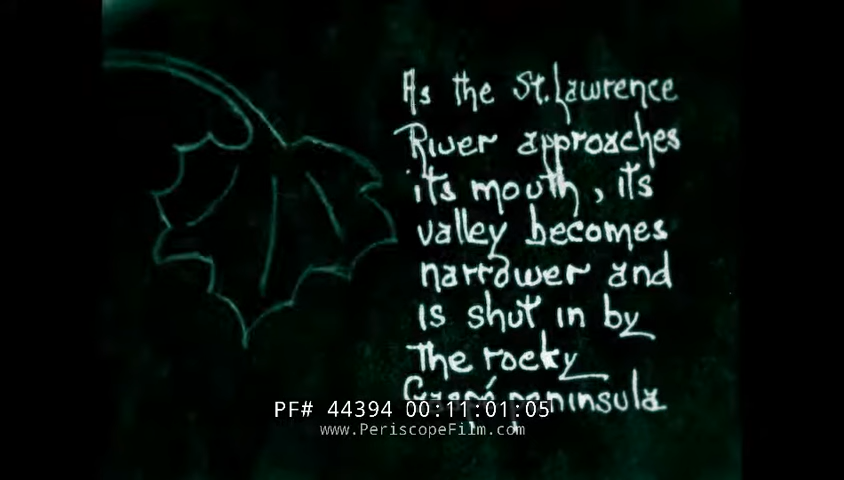 As the St. Lawrence
River approaches
its mouth, its
valley becomes
narrower and
is shut in by
the rocky
Gaspé peninsula
PF# 44394 00:11:01:05
www.PeriscopeFilm.com